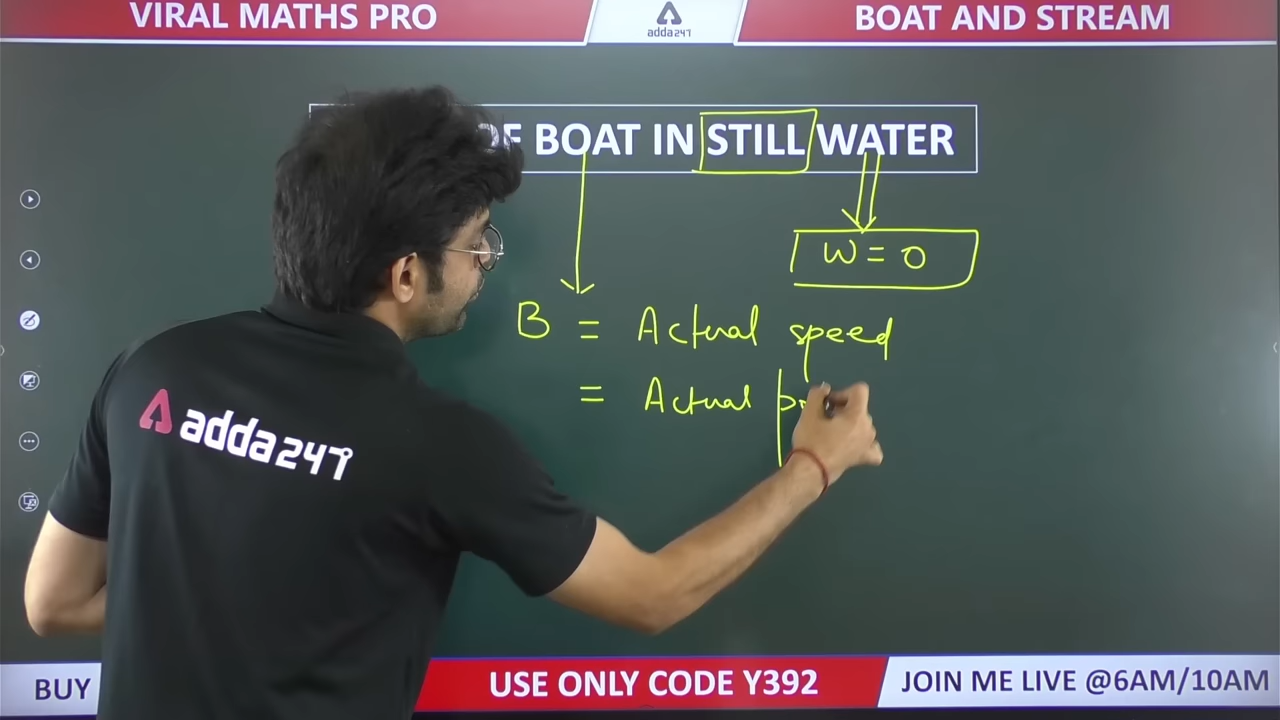 VIRAL MATHS PRO
adda247
BOAT AND STREAM
BOAT IN STILL WATER
W = 0
B = Actual speed
= Actual
adda247
BUY
USE ONLY CODE Y392
JOIN ME LIVE @6AM/10AM